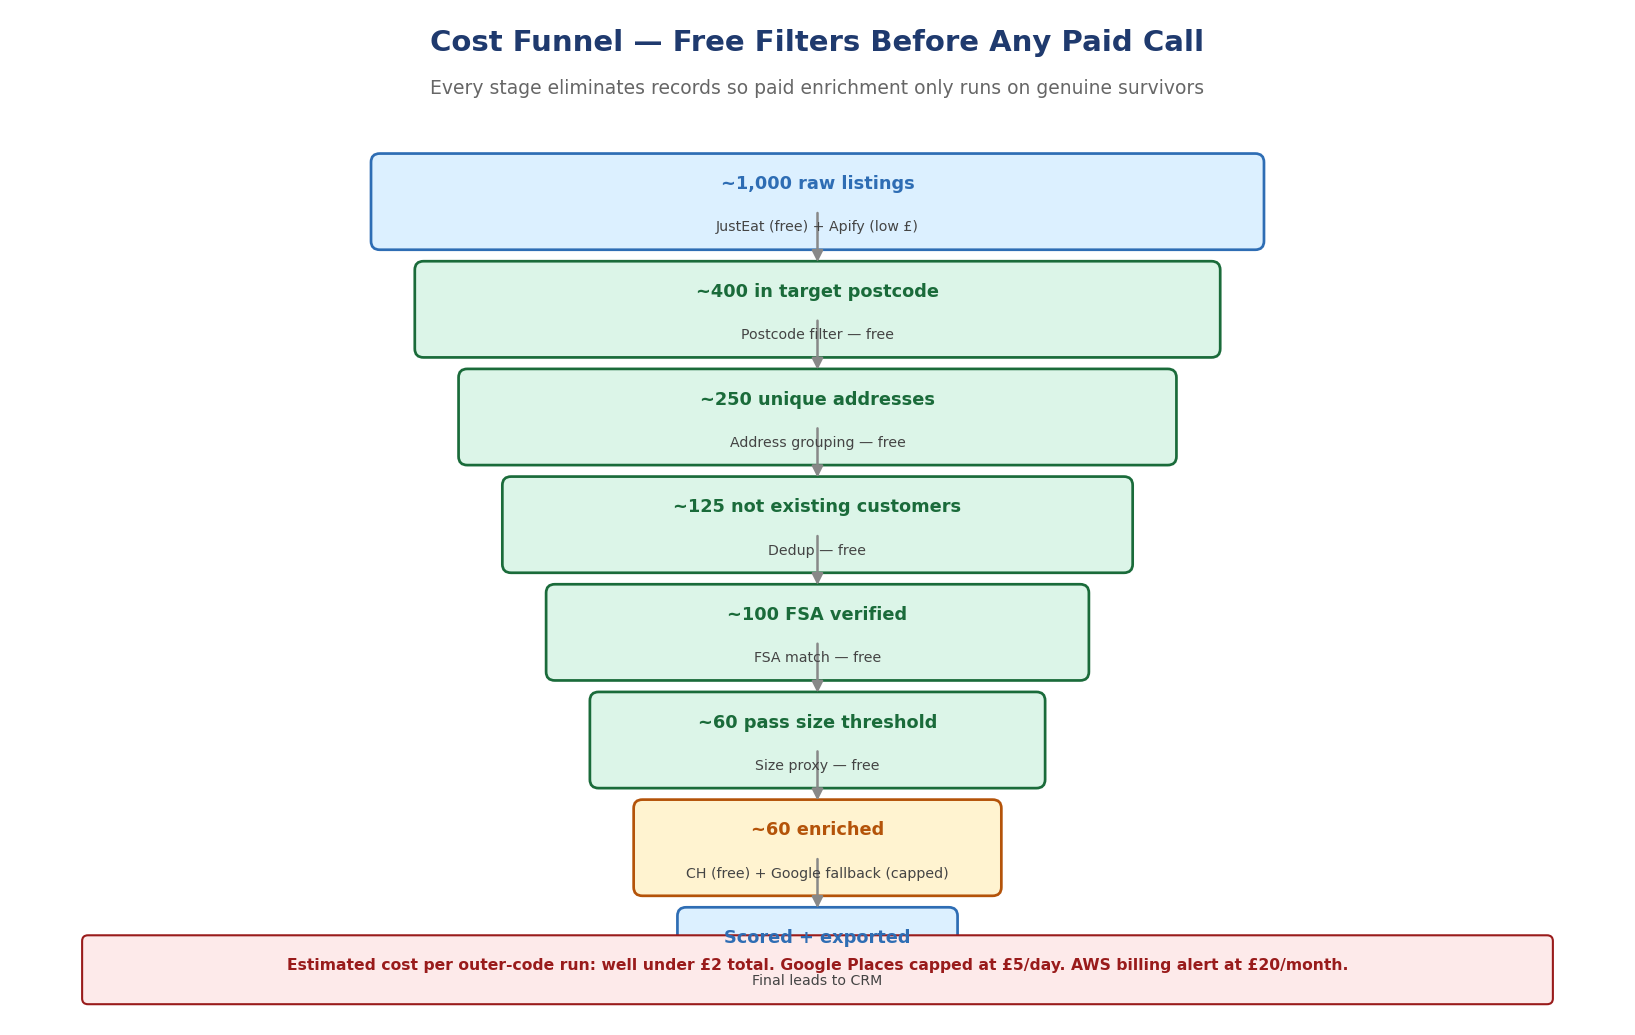 Cost Funnel — Free Filters Before Any Paid Call
Every stage eliminates records so paid enrichment only runs on genuine survivors
~1,000 raw listings
JustEat (free) + Apify (low £)
~400 in target postcode
Postcode filter — free
~250 unique addresses
Address grouping — free
~125 not existing customers
Dedup — free
~100 FSA verified
FSA match — free
~60 pass size threshold
Size proxy — free
~60 enriched
CH (free) + Google fallback (capped)
Scored + exported
Estimated cost per outer-code run: well under £2 total. Google Places capped at £5/day. AWS billing alert at £20/month.
Final leads to CRM